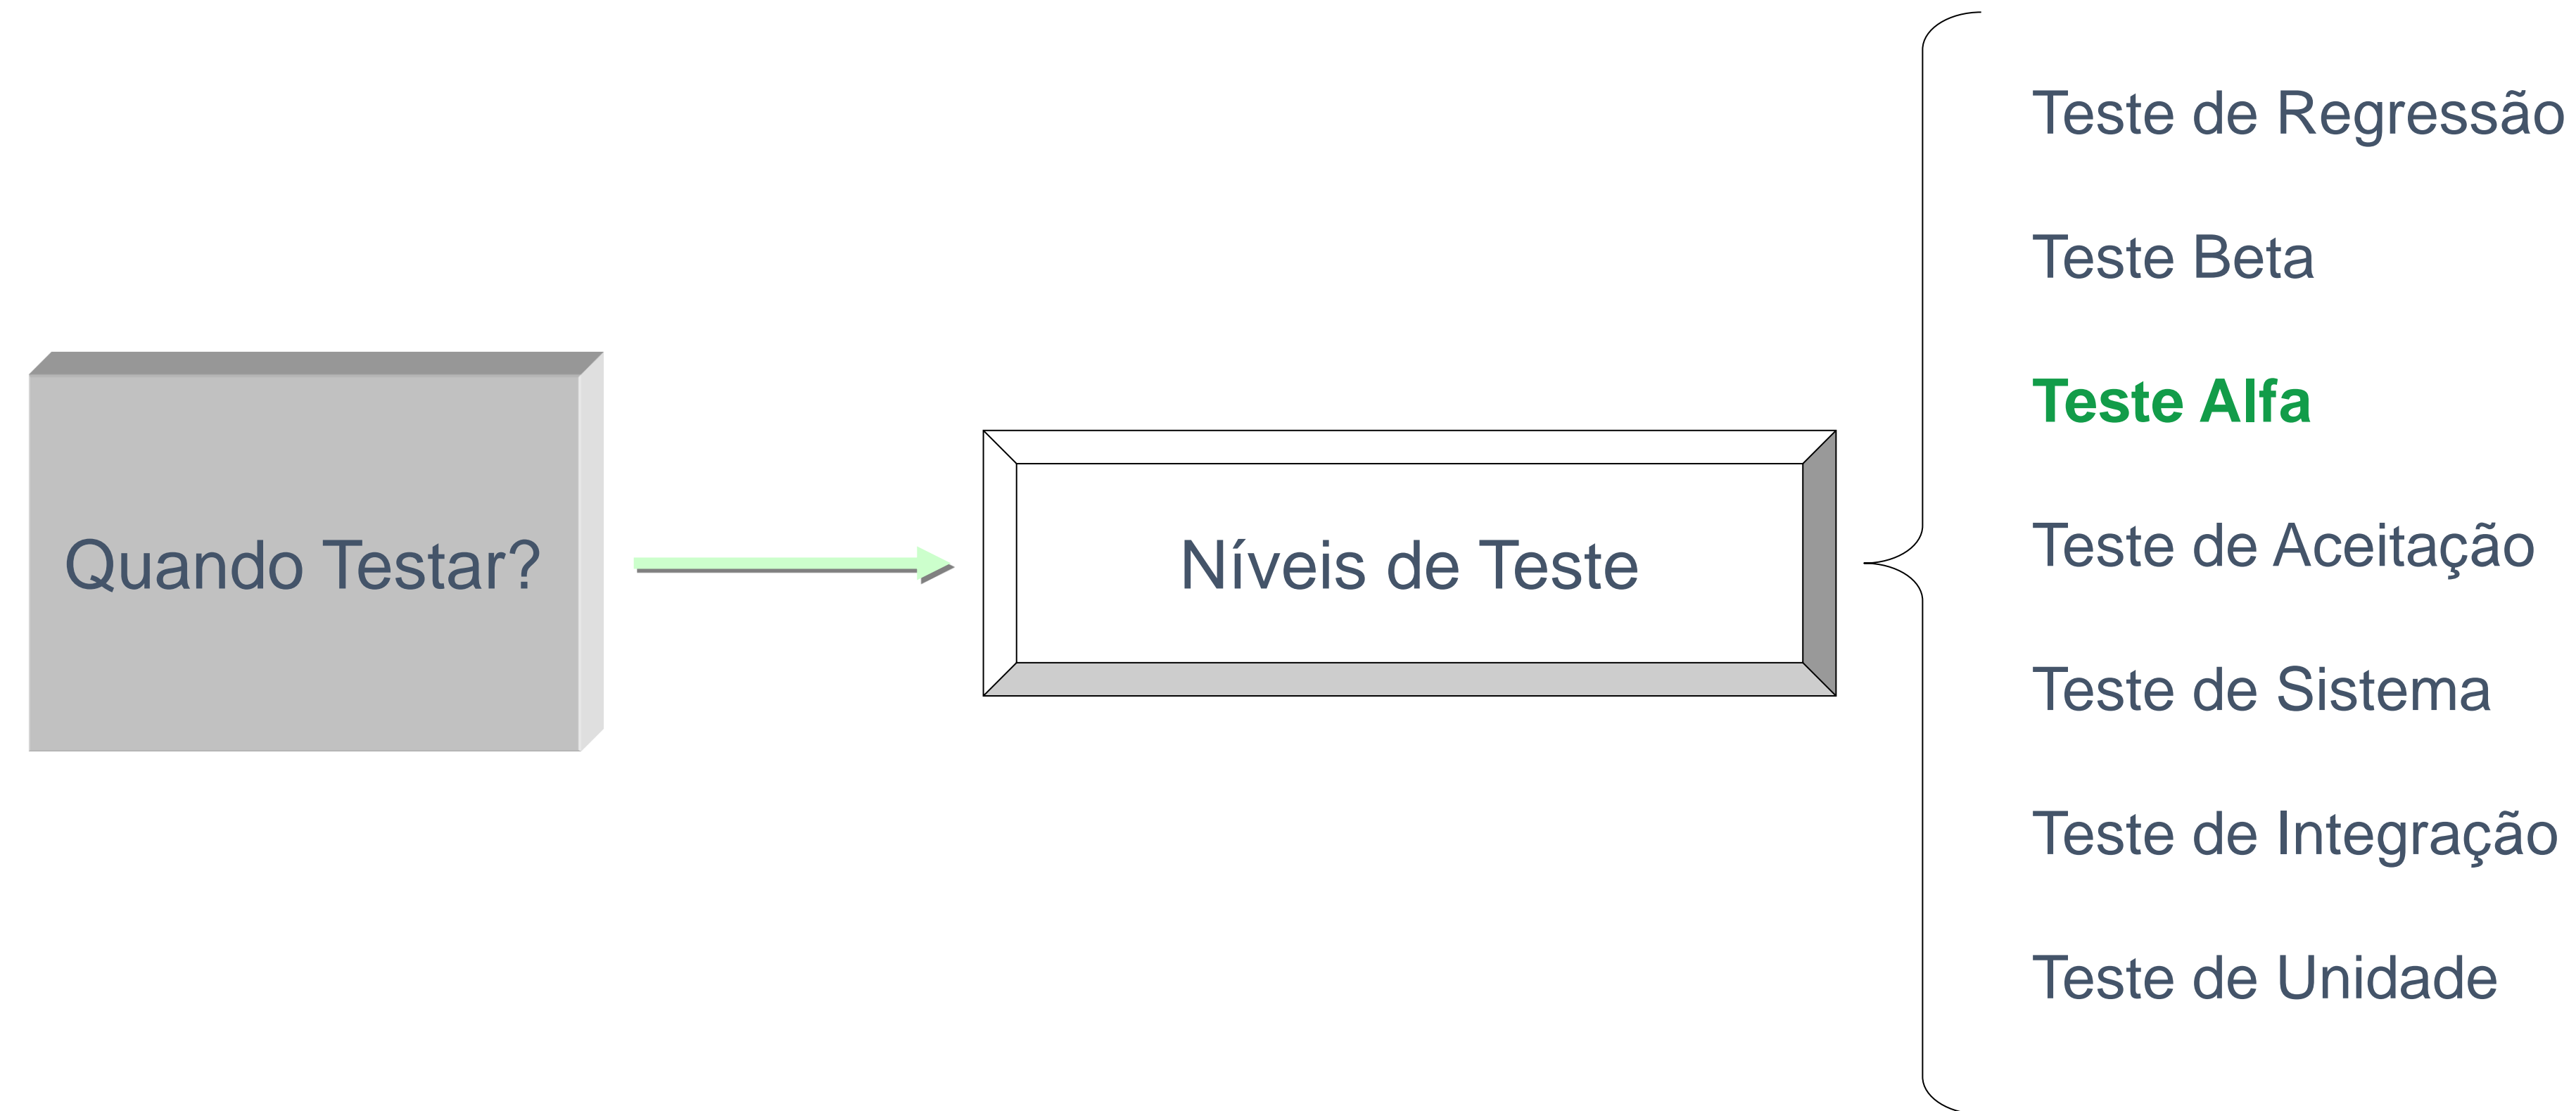 Quando Testar?
Níveis de Teste
Teste de Regressão
Teste Beta
Teste Alfa
Teste de Aceitação
Teste de Sistema
Teste de Integração
Teste de Unidade